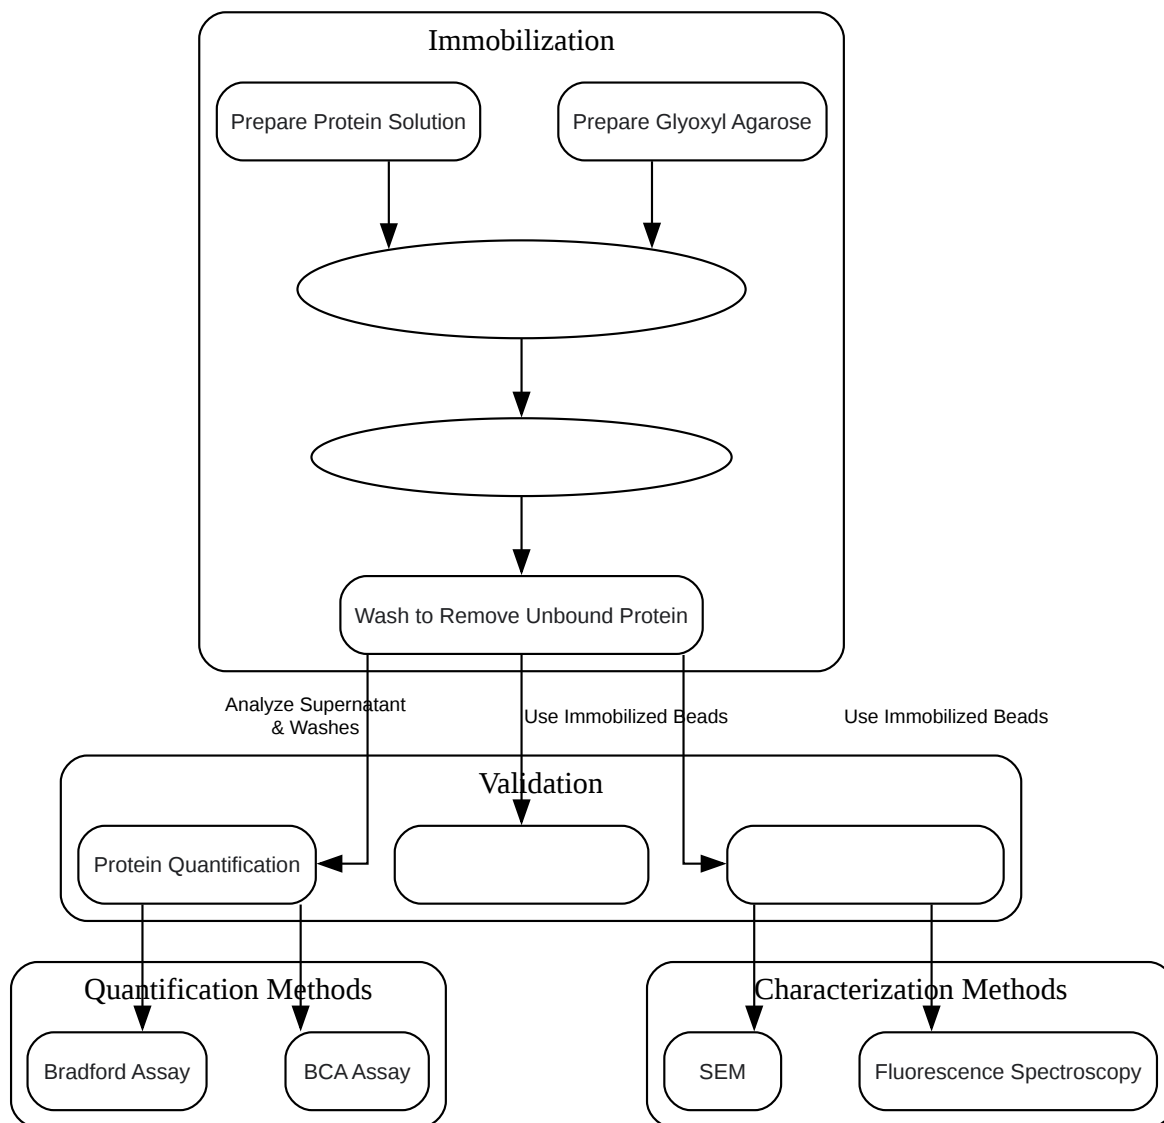 Immobilization
Prepare Protein Solution
Prepare Glyoxyl Agarose
Wash to Remove Unbound Protein
Analyze Supernatant
& Washes
Use Immobilized Beads
Use Immobilized Beads
Validation
Protein Quantification
Quantification Methods
Characterization Methods
Bradford Assay
BCA Assay
SEM
Fluorescence Spectroscopy